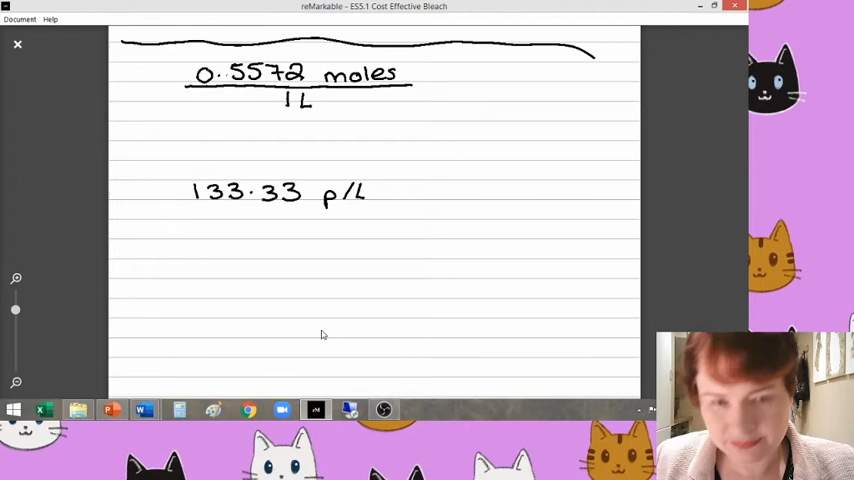 reMarkable - ES5.1 Cost Effective Bleach
Document Help
0.5572 moles
1L
133.33 p/L